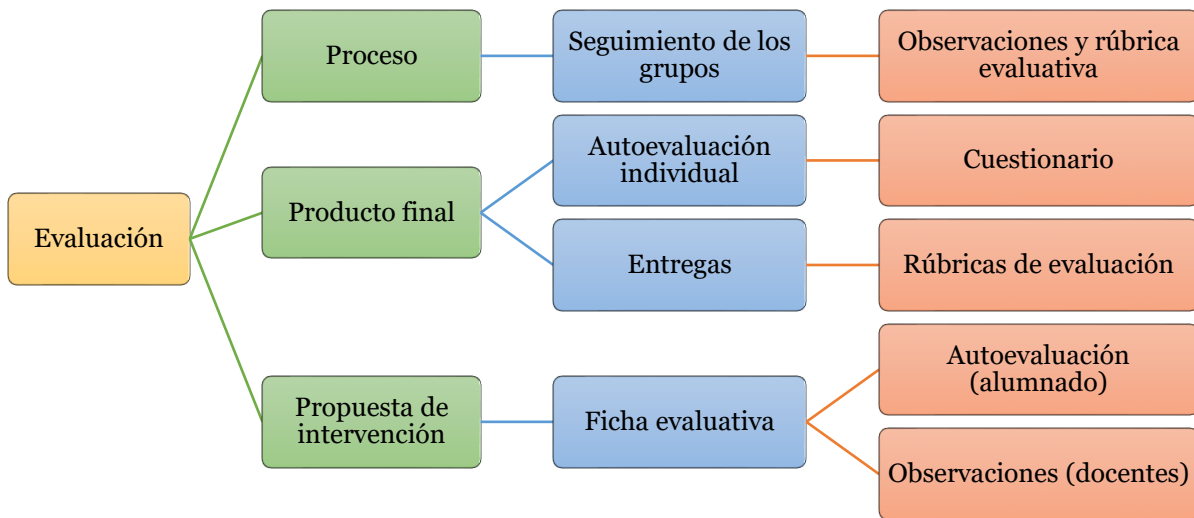 Evaluación
Proceso
Seguimiento de los
grupos
Observaciones y rúbrica
evaluativa
Producto final
Autoevaluación
individual
Cuestionario
Entregas
Rúbricas de evaluación
Propuesta de
intervención
Ficha evaluativa
Autoevaluación
(alumnado)
Observaciones (docentes)